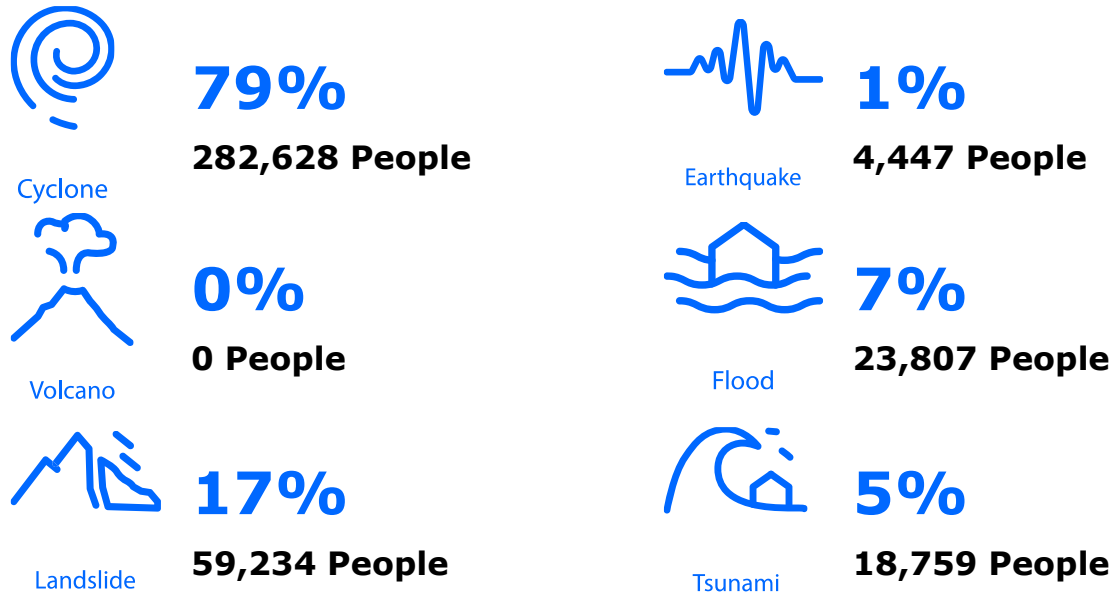 79%
282,628 People
Cyclone
1%
4,447 People
Earthquake
0%
0 People
Volcano
7%
23,807 People
Flood
17%
59,234 People
Landslide
5%
18,759 People
Tsunami